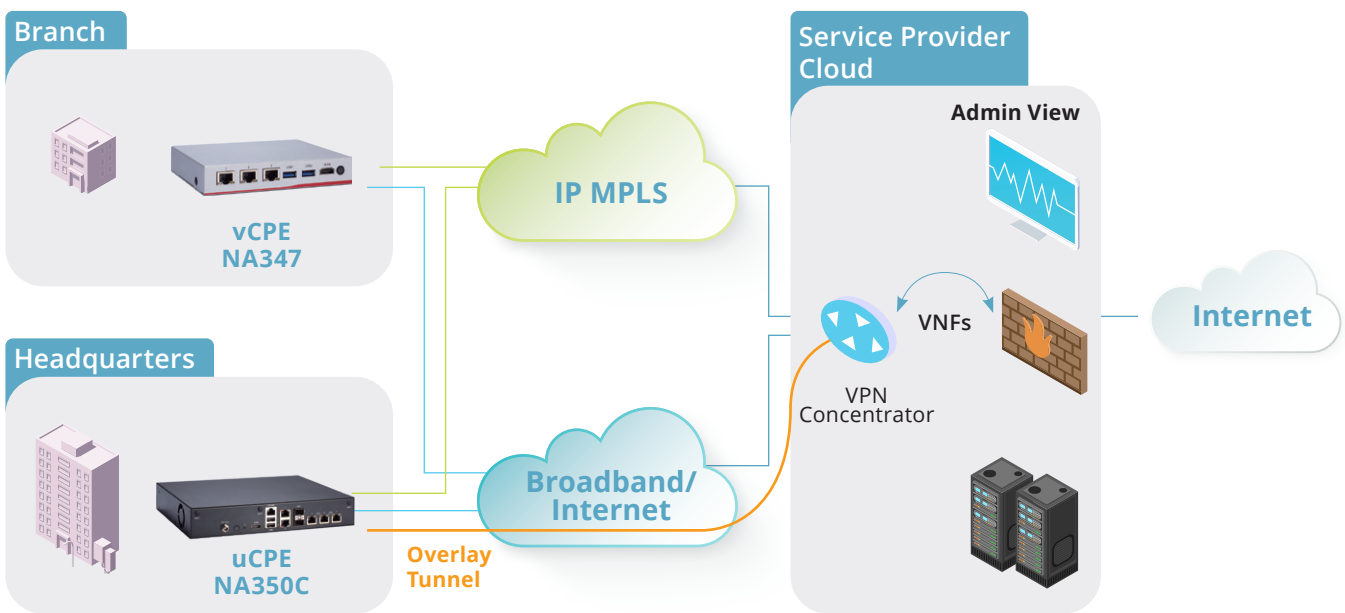 Branch
vCPE
NA347
Headquarters
uCPE
NA350C
IP MPLS
Broadband/
Internet
Overlay
Tunnel
Service Provider
Cloud
Admin View
VNFs
VPN
Concentrator
Internet